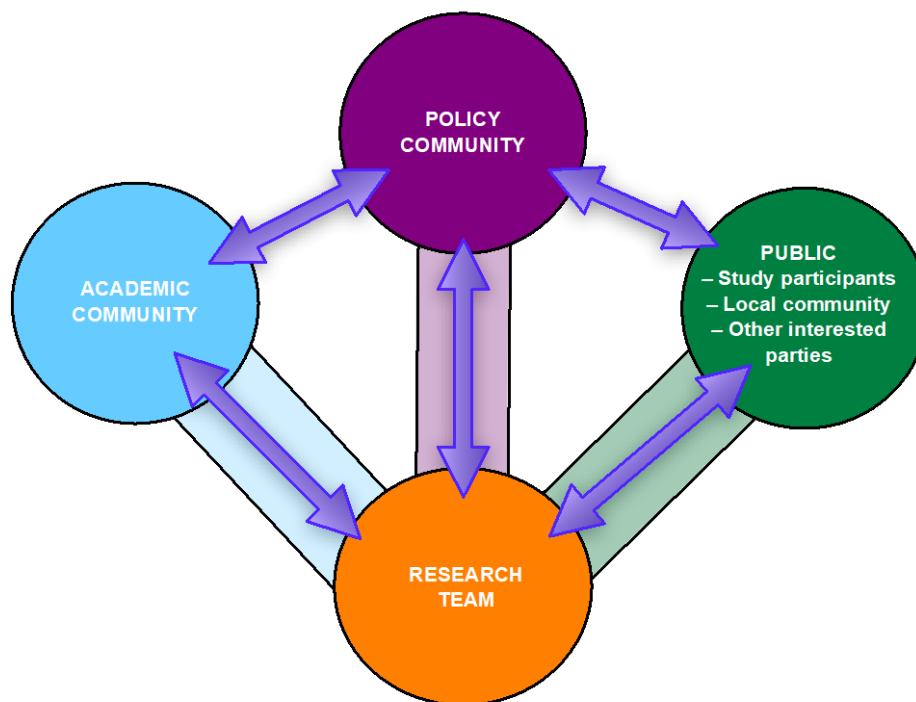 POLICY
COMMUNITY
ACADEMIC
COMMUNITY
PUBLIC
– Study participants
– Local community
– Other interested
parties
RESEARCH
TEAM